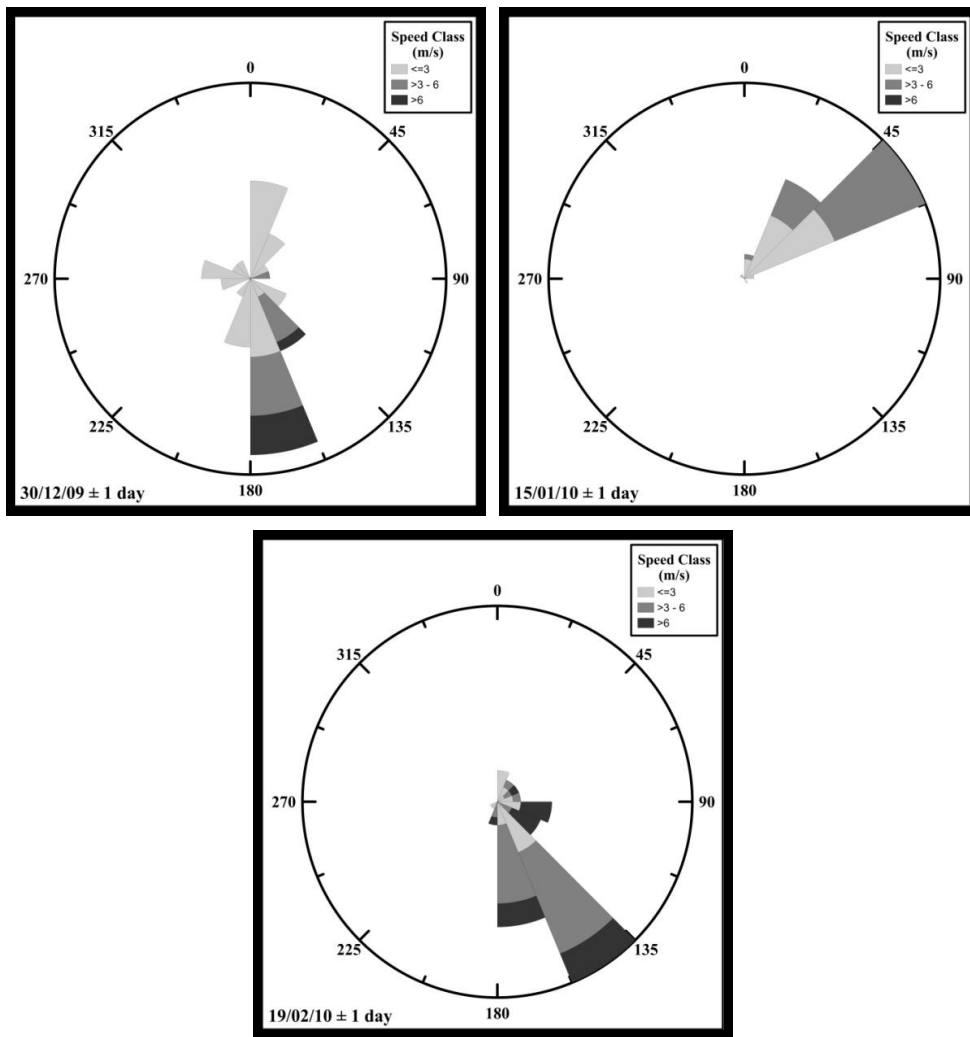 Speed Class
(m/s)
<=3
>3 - 6
>6
0
45
90
135
180
225
270
315
30/12/09 ± 1 day
Speed Class
(m/s)
<=3
>3 - 6
>6
0
45
90
135
180
225
270
315
15/01/10 ± 1 day
Speed Class
(m/s)
<=3
>3 - 6
>6
0
45
90
135
180
225
270
315
19/02/10 ± 1 day